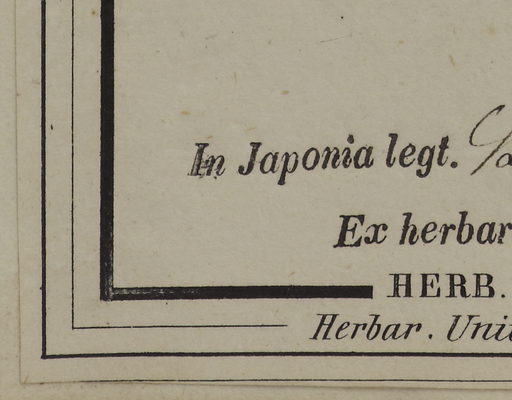 In Japonia legt.
Ex herbar
HERB.
Herbar. Uni